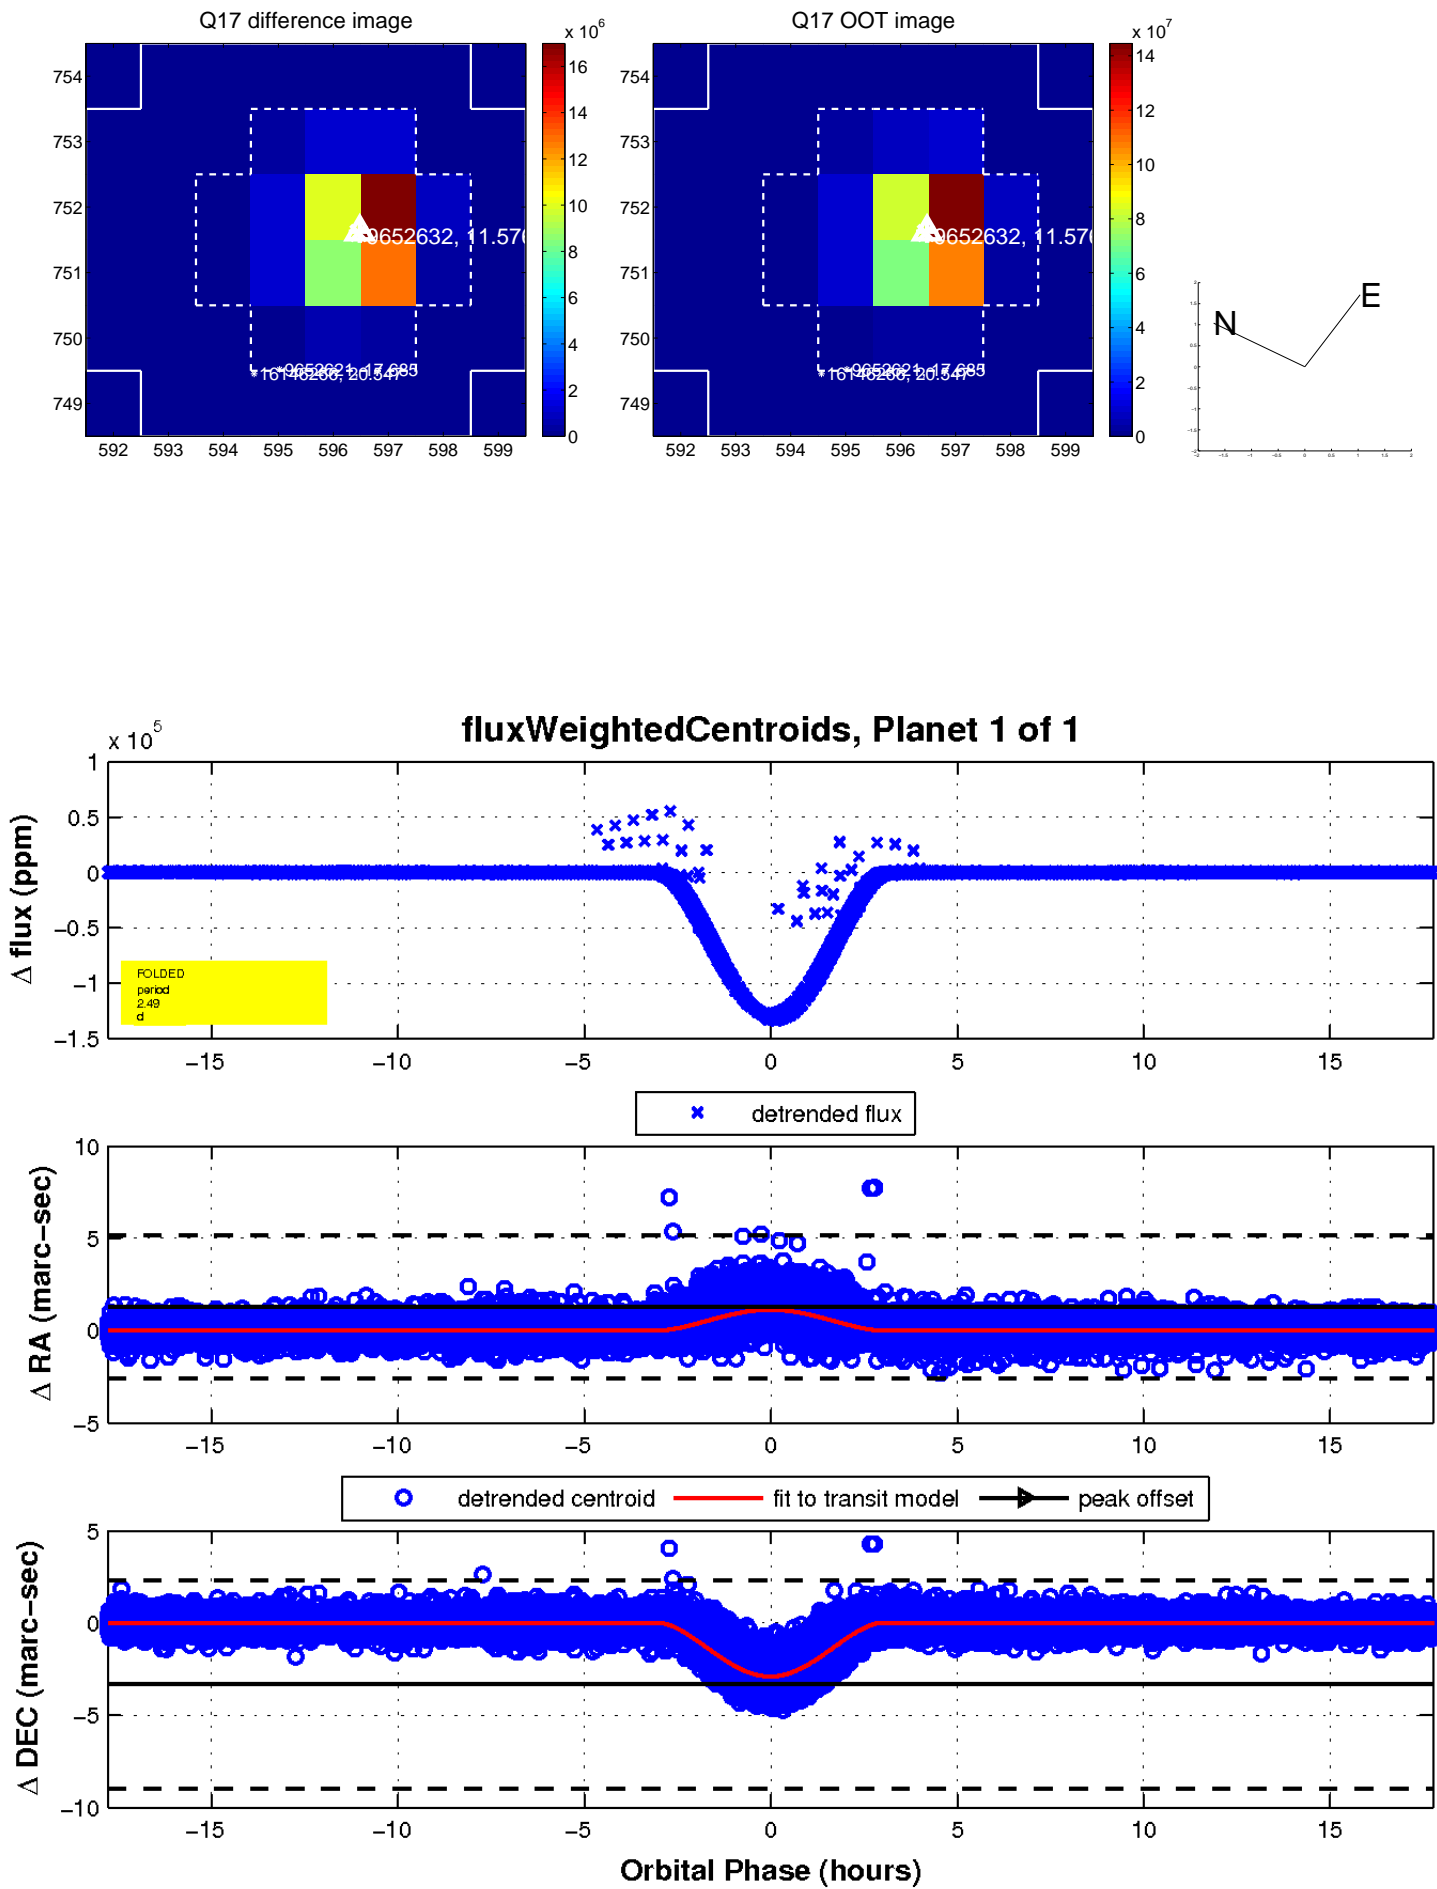 Q17 difference image
Q17 OOT image
x 10^6
x 10^7
754
753
752
751
750
749
592 593 594 595 596 597 598 599
16
14
12
10
8
6
4
2
0
9652632, 11.576
754
753
752
751
750
749
592 593 594 595 596 597 598 599
14
12
10
8
6
4
2
0
9652632, 11.576
N
E
fluxWeightedCentroids, Planet 1 of 1
x 10^5
Δ flux (ppm)
1
0.5
0
−0.5
−1
−1.5
FOLDED
period
2.49
d
−15 −10 −5 0 5 10 15
detrended flux
Δ RA (marc−sec)
10
5
0
−5
−15 −10 −5 0 5 10 15
detrended centroid fit to transit model peak offset
Δ DEC (marc−sec)
5
0
−5
−10
−15 −10 −5 0 5 10 15
Orbital Phase (hours)